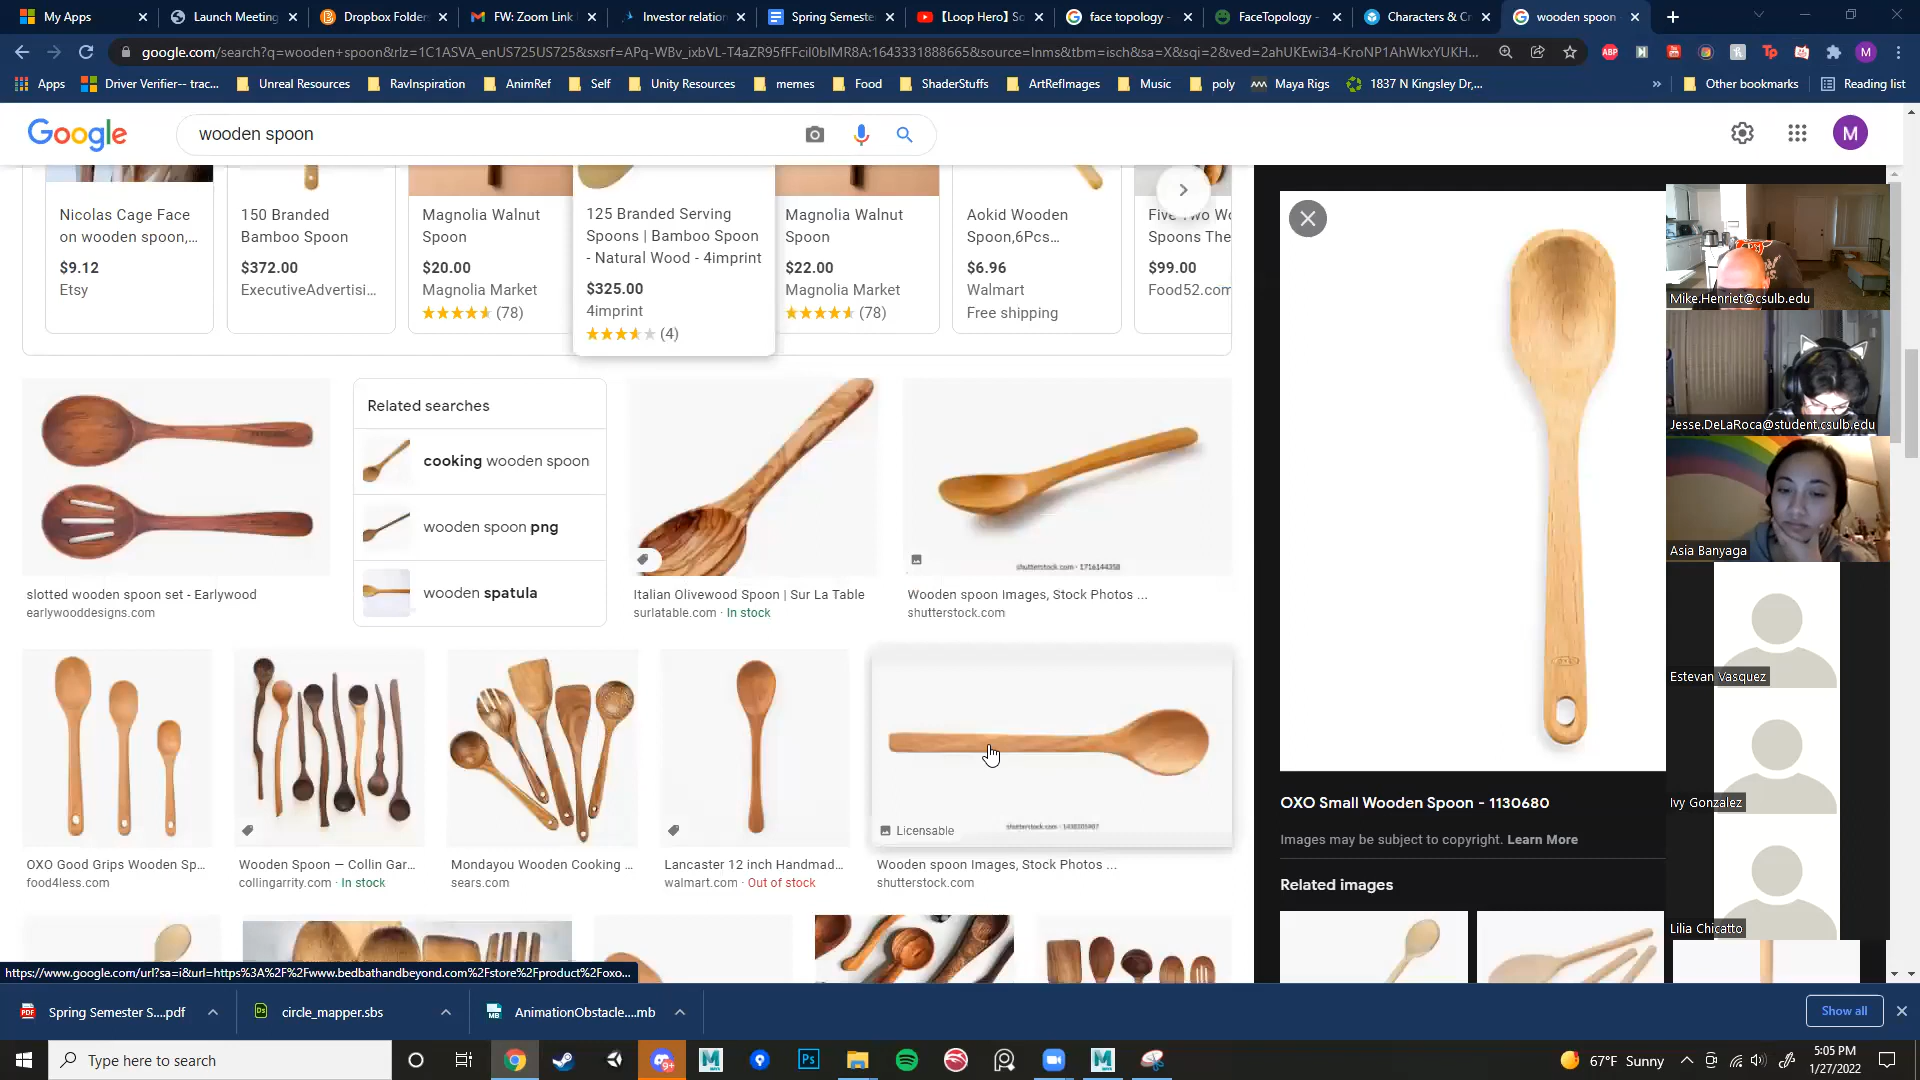 My Apps
Launch Meeting
Dropbox Folder
FW: Zoom Link
Investor relation
Spring Semeste
【Loop Hero】 So
face topology -
FaceTopology -
Characters & Cr
wooden spoon
google.com/search?q=wooden+spoon&rlz=1C1ASVA_enUS725US725&sxsrf=APq-WBv_ixbVL-T4aZR95fFFcil0bIMR8A:1643331888665&source=lnms&tbm=isch&sa=X&sqi=2&ved=2ahUKEwi34-KroNP1AhWkxYUKH...
Apps
Driver Verifier-- trac...
Unreal Resources
RavInspiration
AnimRef
Self
Unity Resources
memes
Food
ShaderStuffs
ArtRefImages
Music
poly
Maya Rigs
1837 N Kingsley Dr,...
Other bookmarks
Reading list
Google
wooden spoon
M
Nicolas Cage Face
on wooden spoon,...
$9.12
Etsy
150 Branded
Bamboo Spoon
$372.00
ExecutiveAdvertisi...
Magnolia Walnut
Spoon
$20.00
Magnolia Market
(78)
125 Branded Serving
Spoons | Bamboo Spoon
- Natural Wood - 4imprint
$325.00
4imprint
(4)
Magnolia Walnut
Spoon
$22.00
Magnolia Market
(78)
Aokid Wooden
Spoon,6Pcs...
$6.96
Walmart
Free shipping
Five Two Wo
Spoons The
$99.00
Food52.com
Related searches
cooking wooden spoon
wooden spoon png
wooden spatula
shutterstock.com · 1716144358
slotted wooden spoon set - Earlywood
earlywooddesigns.com
Italian Olivewood Spoon | Sur La Table
surlatable.com · In stock
Wooden spoon Images, Stock Photos ...
shutterstock.com
Licensable
OXO Good Grips Wooden Sp...
food4less.com
Wooden Spoon — Collin Gar...
collingarrity.com · In stock
Mondayou Wooden Cooking ...
sears.com
Lancaster 12 inch Handmad...
walmart.com · Out of stock
Wooden spoon Images, Stock Photos ...
shutterstock.com
OXO Small Wooden Spoon - 1130680
Images may be subject to copyright. Learn More
Related images
Mike.Henriet@csulb.edu
Jesse.DeLaRoca@student.csulb.edu
Asia Banyaga
Estevan Vasquez
Ivy Gonzalez
Lilia Chicatto
https://www.google.com/url?sa=i&url=https%3A%2F%2Fwww.bedbathandbeyond.com%2Fstore%2Fproduct%2Foxo...
Spring Semester S....pdf
circle_mapper.sbs
AnimationObstacle....mb
Show all
Type here to search
67°F Sunny
5:05 PM
1/27/2022